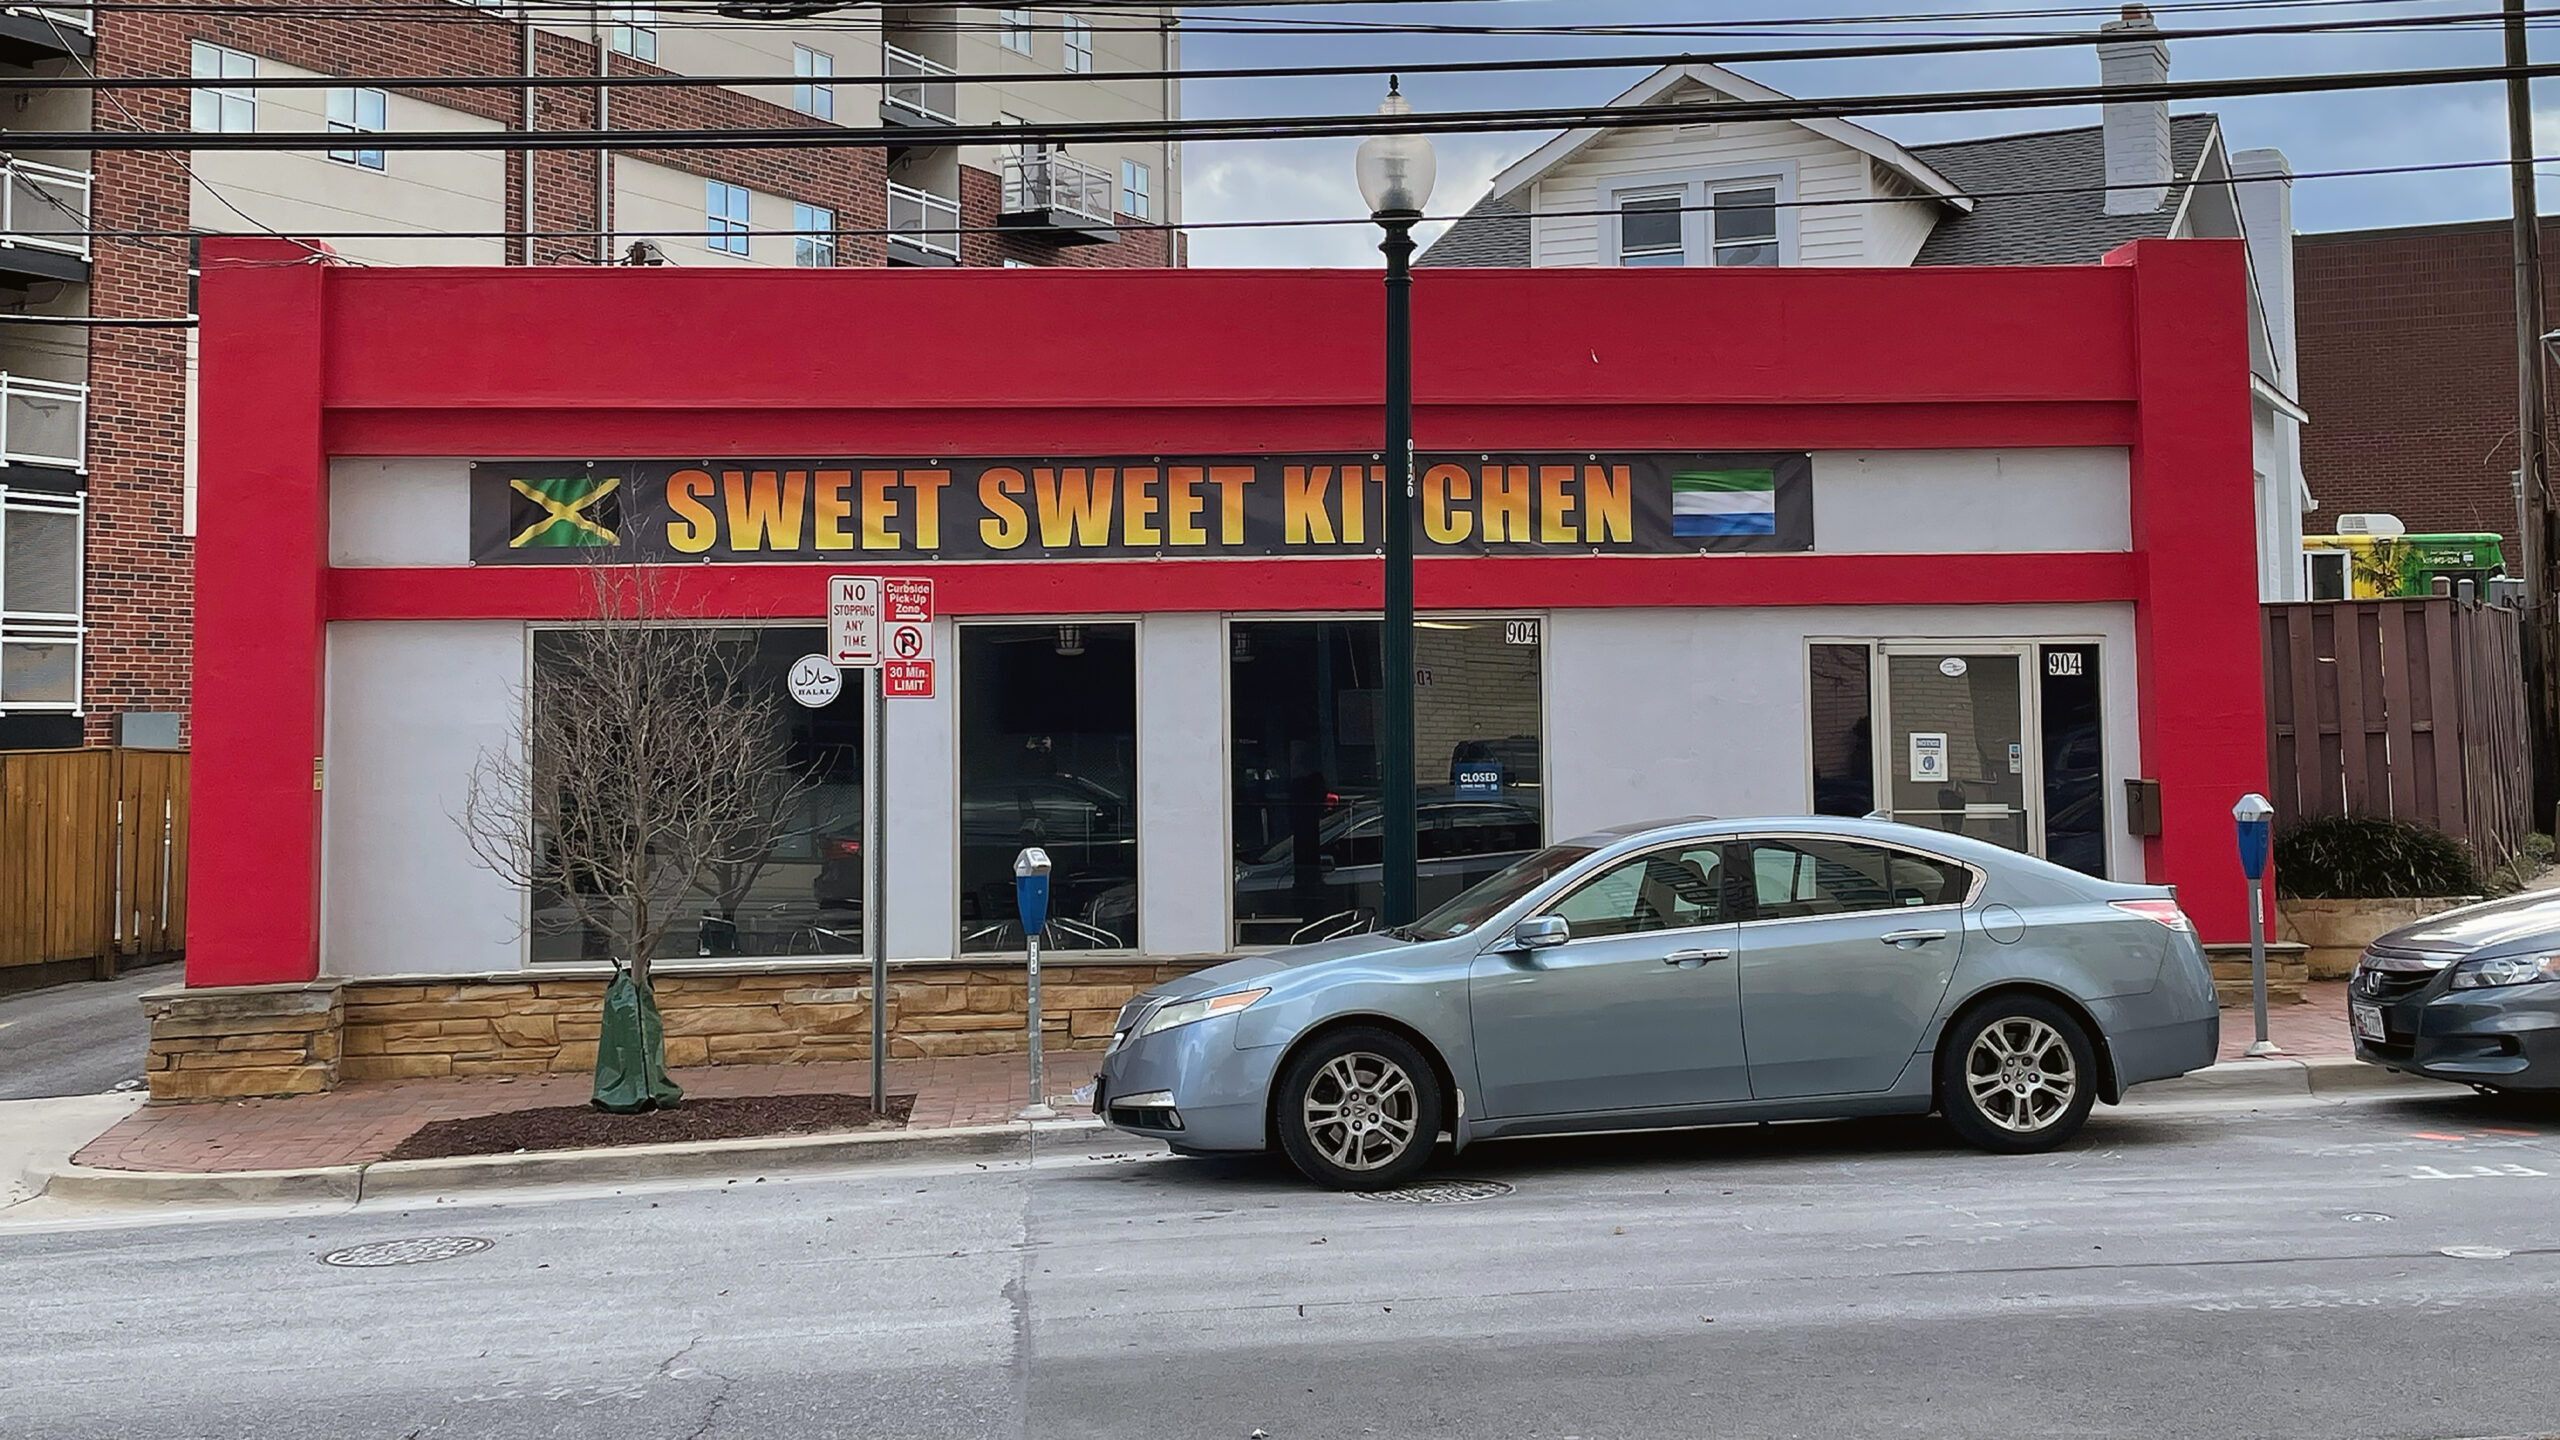 SWEET SWEET KITCHEN
01120
NO
STOPPING
ANY
TIME
Curbside
Pick-Up
Zone
P
30 Min.
LIMIT
حلال
HALAL
904
904
CLOSED
NOTICE